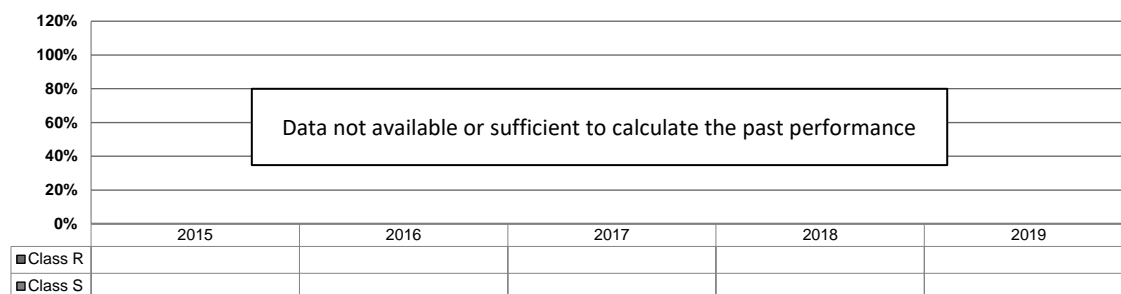 120%
100%
80%
60%
40%
20%
0%
Data not available or sufficient to calculate the past performance
2015 2016 2017 2018 2019
Class R
Class S